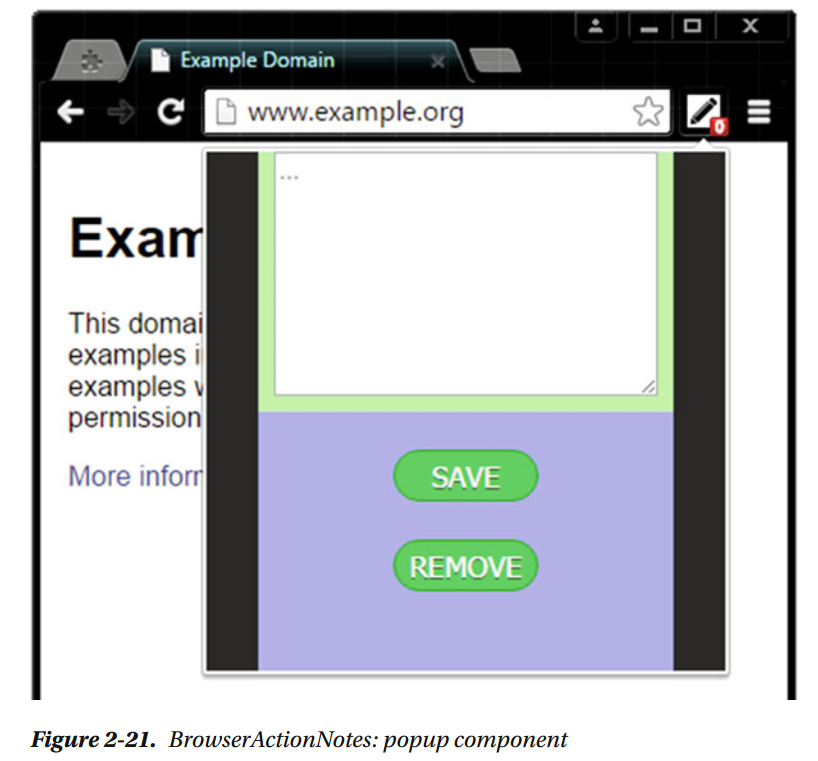 Example Domain
www.example.org
0
...
Exam
This domai
examples i
examples w
permission
More inforr
SAVE
REMOVE
Figure 2-21. BrowserActionNotes: popup component